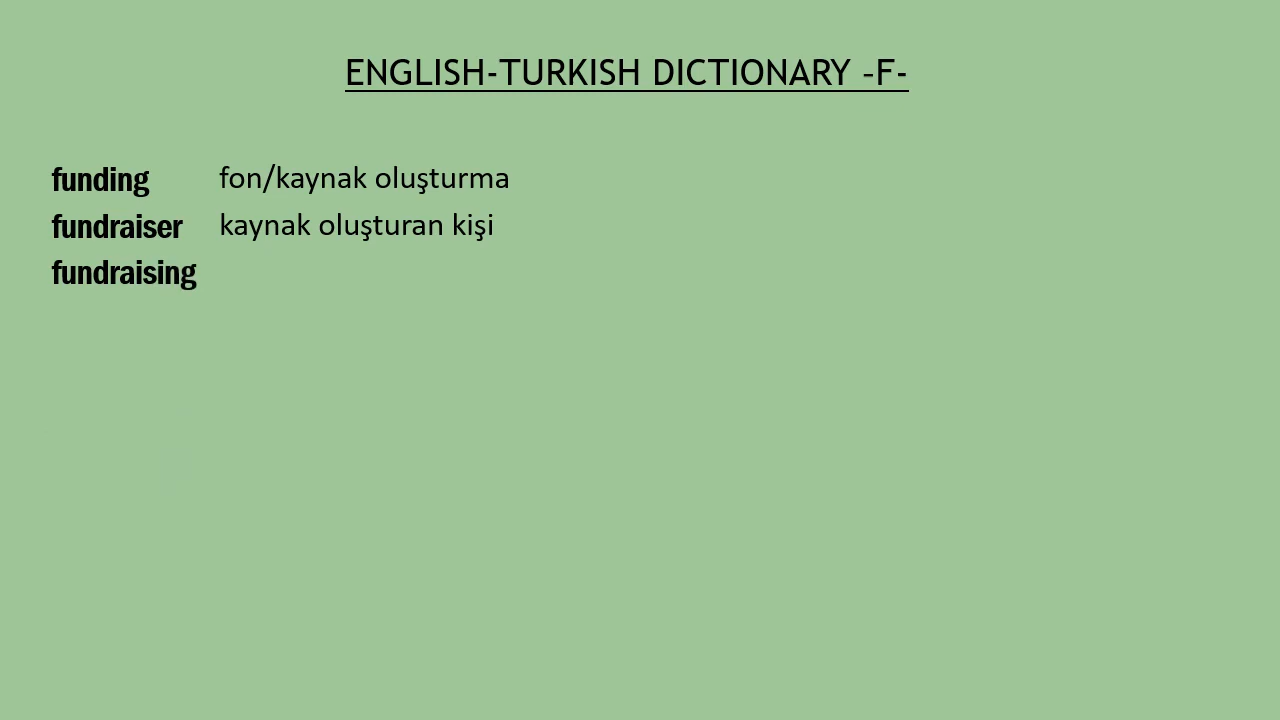 ENGLISH-TURKISH DICTIONARY –F-
funding fon/kaynak oluşturma
fundraiser kaynak oluşturan kişi
fundraising